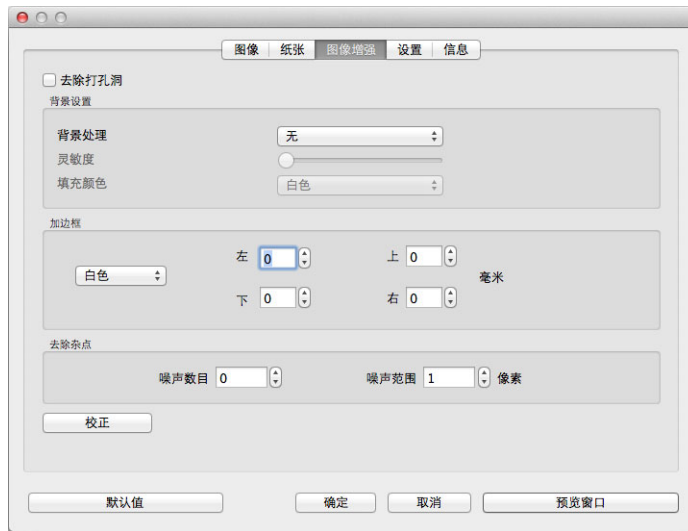 图像 纸张 图像增强 设置 信息
去除打孔洞
背景设置
背景处理 无
灵敏度
填充颜色 白色
加边框
左 0 上 0
白色 毫米
下 0 右 0
去除杂点
噪声数目 0 噪声范围 1 像素
校正
默认值 确定 取消 预览窗口